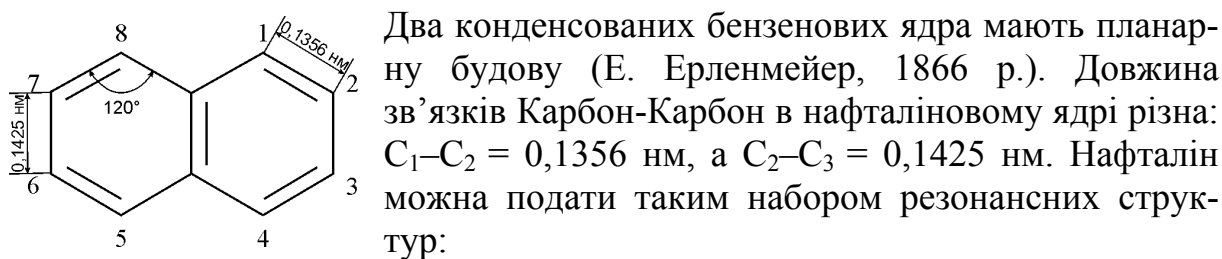 8
1
0,1356 нм
7
2
120°
0,1425 нм
6
3
5
4
Два конденсованих бензенових ядра мають планар-
ну будову (Е. Ерленмейер, 1866 р.). Довжина
зв’язків Карбон-Карбон в нафталіновому ядрі різна:
C₁–C₂ = 0,1356 нм, а C₂–C₃ = 0,1425 нм. Нафталін
можна подати таким набором резонансних струк-
тур: